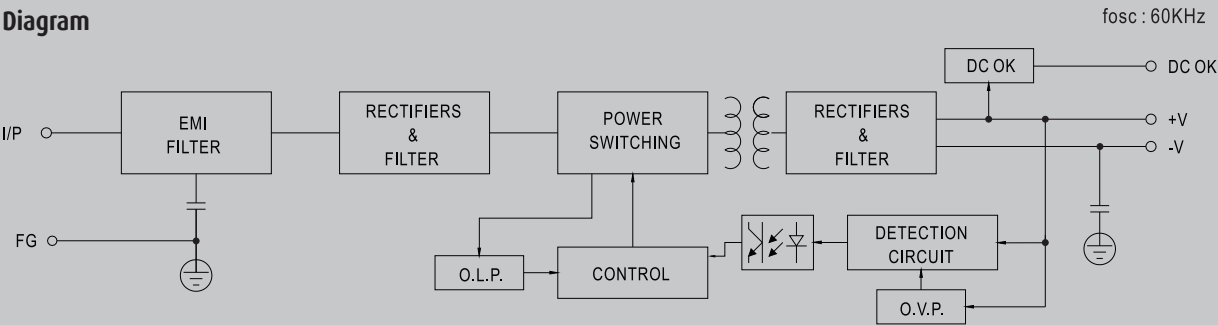 Diagram
fosc : 60KHz
DC OK
DC OK
I/P
EMI
FILTER
RECTIFIERS
&
FILTER
POWER
SWITCHING
RECTIFIERS
&
FILTER
+V
-V
FG
O.L.P.
CONTROL
DETECTION
CIRCUIT
O.V.P.